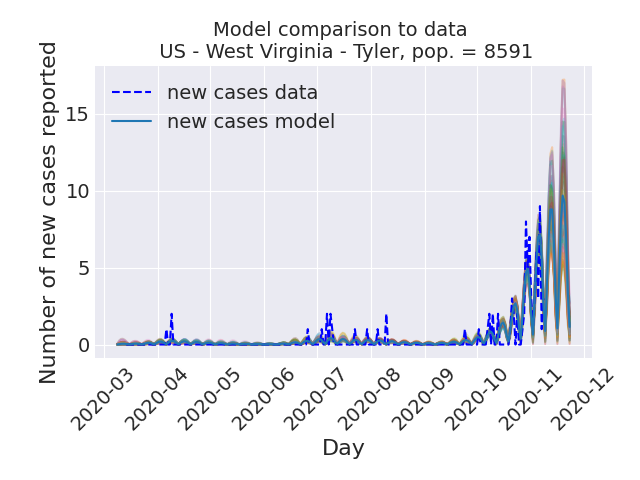 Model comparison to data
US - West Virginia - Tyler, pop. = 8591
new cases data
new cases model
Number of new cases reported
15
10
5
0
2020-03
2020-04
2020-05
2020-06
2020-07
2020-08
2020-09
2020-10
2020-11
2020-12
Day